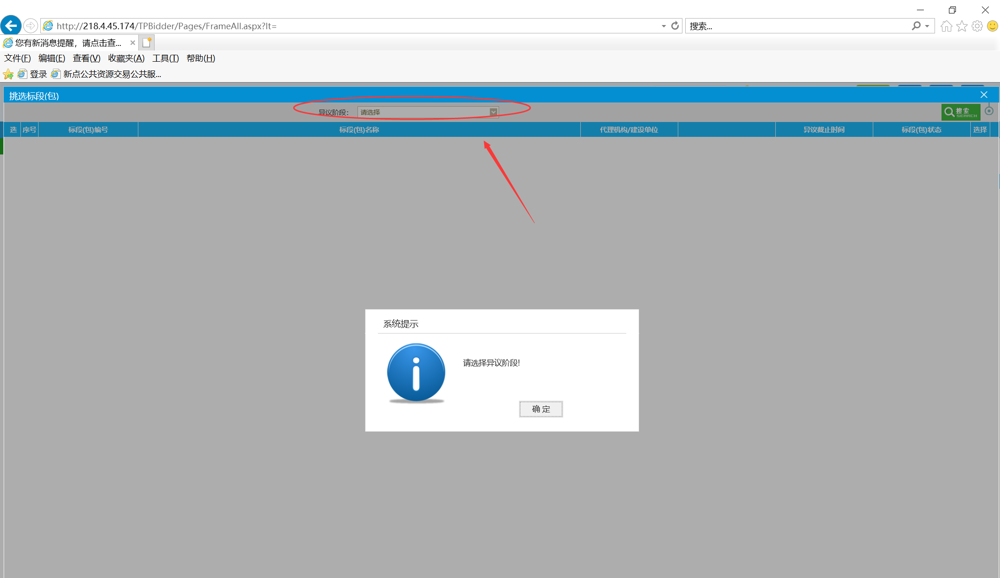 http://218.4.45.174/TPBidder/Pages/FrameAll.aspx?lt=
搜索...
您有新消息提醒，请点击查...
文件(F) 编辑(E) 查看(V) 收藏夹(A) 工具(T) 帮助(H)
登录 新点公共资源交易公共服...
挑选标段(包)
异议阶段： 请选择
搜索
SEARCH
选 序号 标段(包)编号 标段(包)名称 代理机构/建设单位 异议截止时间 标段(包)状态 选择
系统提示
请选择异议阶段!
确 定